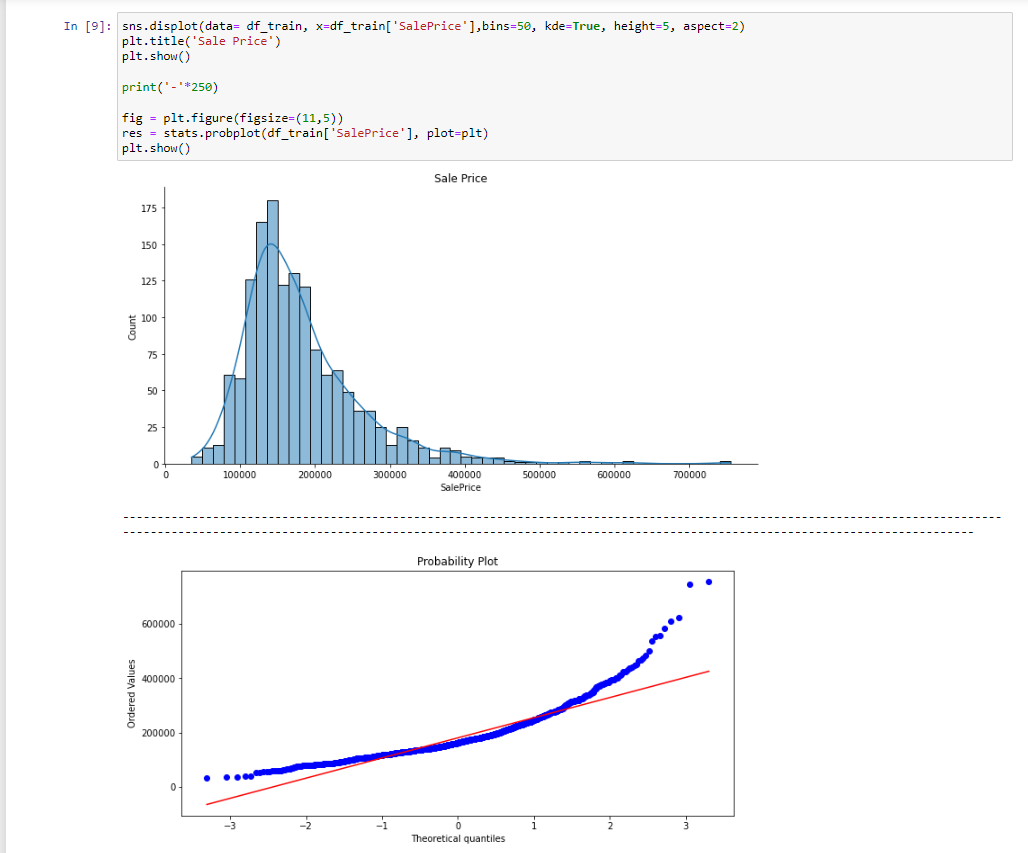 In [9]: sns.displot(data= df_train, x=df_train['SalePrice'],bins=50, kde=True, height=5, aspect=2)
plt.title('Sale Price')
plt.show()
print('-'*250)
fig = plt.figure(figsize=(11,5))
res = stats.probplot(df_train['SalePrice'], plot=plt)
plt.show()
Sale Price
175
150
125
100
75
50
25
0
Count
0 100000 200000 300000 400000 500000 600000 700000
SalePrice
Probability Plot
600000
400000
200000
0
Ordered Values
−3 −2 −1 0 1 2 3
Theoretical quantiles